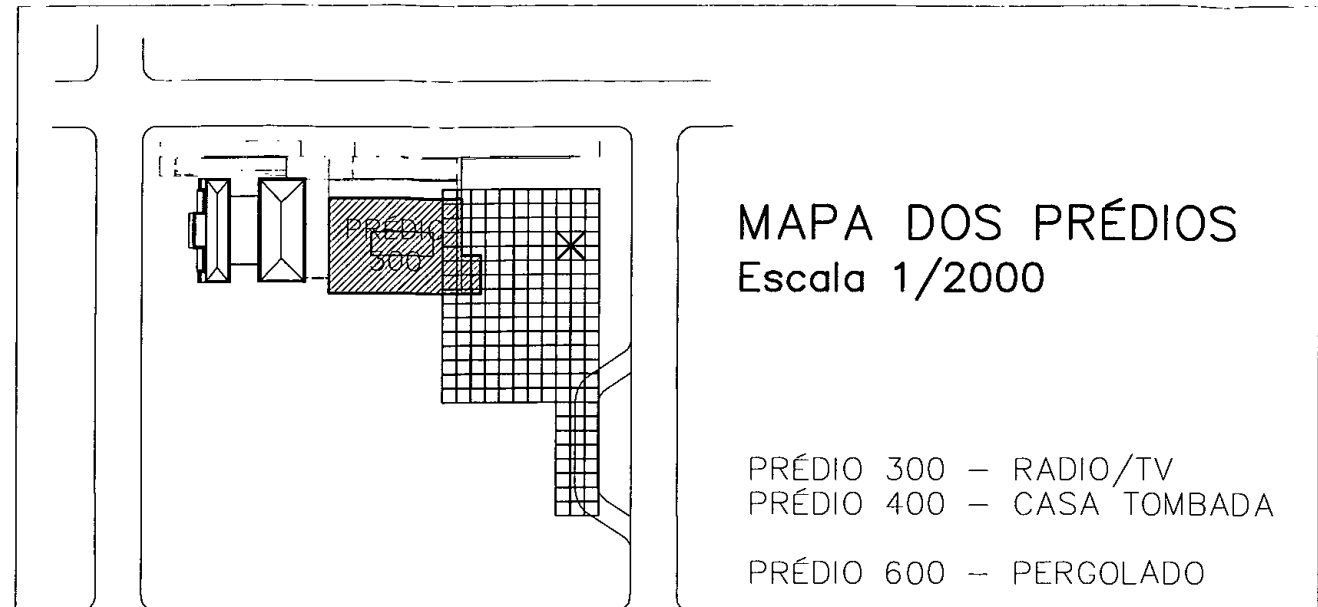 PRÉDIO
300
MAPA DOS PRÉDIOS
Escala 1/2000
PRÉDIO 300 – RADIO/TV
PRÉDIO 400 – CASA TOMBADA
PRÉDIO 600 – PERGOLADO